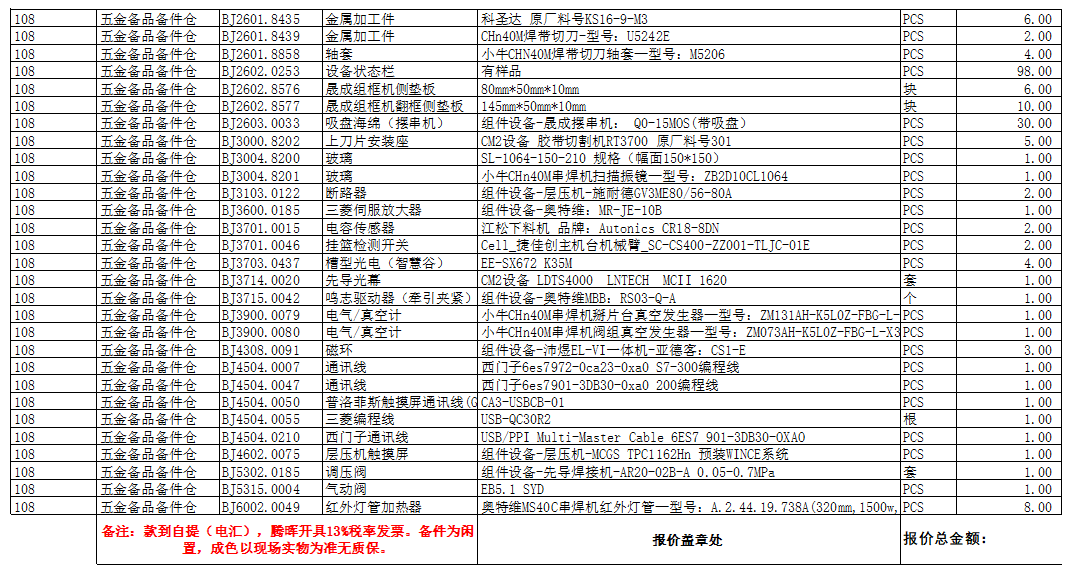 108 五金备品备件仓 BJ2601.8435 金属加工件 科圣达 原厂料号KS16-9-M3 PCS 6.00
108 五金备品备件仓 BJ2601.8439 金属加工件 CHn40M焊带切刀-型号: U5242E PCS 2.00
108 五金备品备件仓 BJ2601.8858 轴套 小牛CHN40M焊带切刀轴套一型号: M5206 PCS 4.00
108 五金备品备件仓 BJ2602.0253 设备状态栏 有样品 PCS 98.00
108 五金备品备件仓 BJ2602.8576 晟成组框机侧垫板 80mm*50mm*10mm 块 6.00
108 五金备品备件仓 BJ2602.8577 晟成组框机翻框侧垫板 145mm*50mm*10mm 块 10.00
108 五金备品备件仓 BJ2603.0033 吸盘海绵（摆串机） 组件设备-晟成摆串机: QO-15MOS(带吸盘） PCS 30.00
108 五金备品备件仓 BJ3000.8202 上刀片安装座 CM2设备 胶带切割机RT3700 原厂料号301 PCS 5.00
108 五金备品备件仓 BJ3004.8200 玻璃 SL-1064-150-210 规格（幅面150*150） PCS 1.00
108 五金备品备件仓 BJ3004.8201 玻璃 小牛CHn40M串焊机扫描振镜一型号: ZB2D10CL1064 PCS 1.00
108 五金备品备件仓 BJ3103.0122 断路器 组件设备-层压机-施耐德GV3ME80/56-80A PCS 2.00
108 五金备品备件仓 BJ3600.0185 三菱伺服放大器 组件设备-奥特维: MR-JE-10B PCS 1.00
108 五金备品备件仓 BJ3701.0015 电容传感器 江松下料机 品牌: Autonics CR18-8DN PCS 2.00
108 五金备品备件仓 BJ3701.0046 挂篮检测开关 Cell_捷佳创主机台机械臂_SC-CS400-ZZ001-TLJC-01E PCS 2.00
108 五金备品备件仓 BJ3703.0437 槽型光电（智慧谷） EE-SX672 K35M PCS 4.00
108 五金备品备件仓 BJ3714.0020 先导光幕 CM2设备 LDTS4000 LNTECH MCII 1620 套 1.00
108 五金备品备件仓 BJ3715.0042 鸣志驱动器（牵引夹紧） 组件设备-奥特维MBB: RS03-Q-A 个 1.00
108 五金备品备件仓 BJ3900.0079 电气/真空计 小牛CHn40M串焊机掰片台真空发生器一型号: ZM131AH-K5LOZ-FBG-L- PCS 1.00
108 五金备品备件仓 BJ3900.0080 电气/真空计 小牛CHn40M串焊机阀组真空发生器一型号: ZM073AH-K5LOZ-FBG-L-X3 PCS 1.00
108 五金备品备件仓 BJ4308.0091 磁环 组件设备-沛煜EL-VI一体机-亚德客: CS1-E PCS 3.00
108 五金备品备件仓 BJ4504.0007 通讯线 西门子6es7972-0ca23-0xa0 S7-300编程线 PCS 1.00
108 五金备品备件仓 BJ4504.0047 通讯线 西门子6es7901-3DB30-0xa0 200编程线 PCS 1.00
108 五金备品备件仓 BJ4504.0050 普洛菲斯触摸屏通讯线(G CA3-USBCB-01 PCS 1.00
108 五金备品备件仓 BJ4504.0055 三菱编程线 USB-QC30R2 根 1.00
108 五金备品备件仓 BJ4504.0210 西门子通讯线 USB/PPI Multi-Master Cable 6ES7 901-3DB30-OXAO PCS 1.00
108 五金备品备件仓 BJ4602.0075 层压机触摸屏 组件设备-层压机-MCGS TPC1162Hn 预装WINCE系统 PCS 1.00
108 五金备品备件仓 BJ5302.0185 调压阀 组件设备-先导焊接机-AR20-02B-A 0.05-0.7MPa 套 1.00
108 五金备品备件仓 BJ5315.0004 气动阀 EB5.1 SYD PCS 1.00
108 五金备品备件仓 BJ6002.0049 红外灯管加热器 奥特维MS40C串焊机红外灯管一型号: A.2.44.19.738A(320mm,1500w, PCS 8.00
备注：款到自提（电汇），腾晖开具13%税率发票。备件为闲
置，成色以现场实物为准无质保。
报价盖章处
报价总金额：